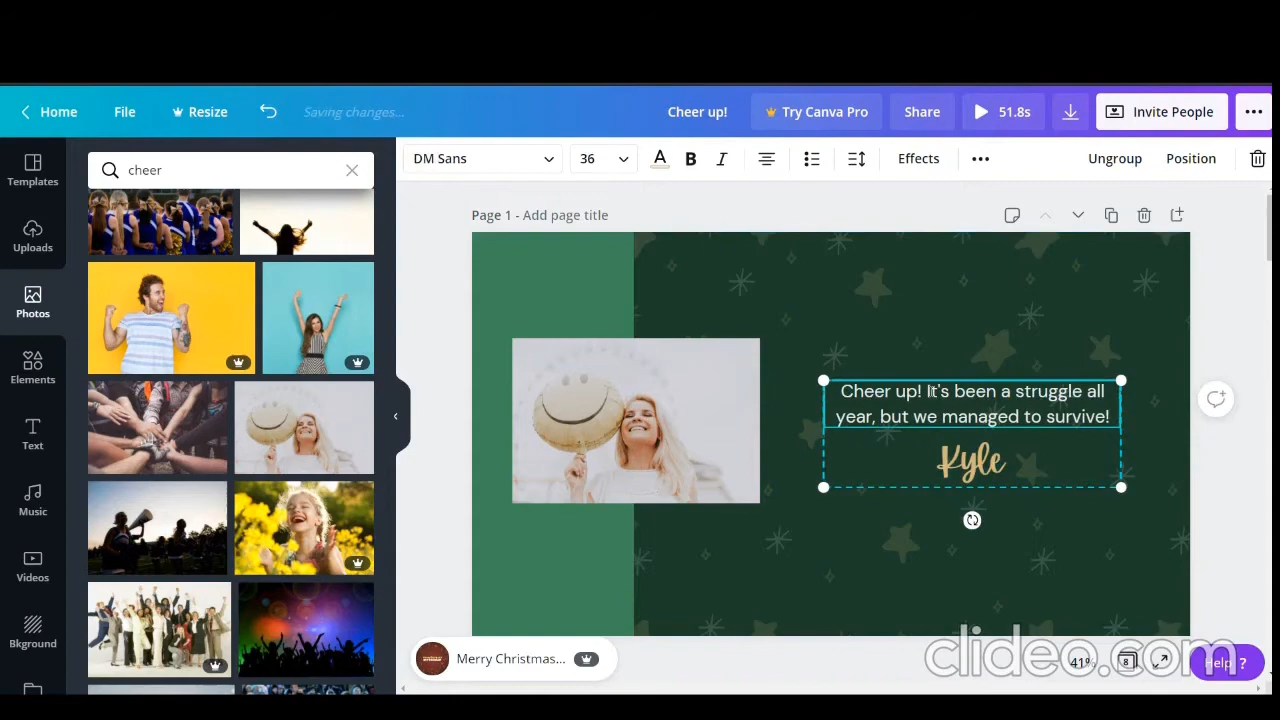 Home File Resize Saving changes... Cheer up! Try Canva Pro Share 51.8s Invite People
Templates
Uploads
Photos
Elements
Text
Music
Videos
Bkground
cheer
DM Sans 36 A B I Effects Ungroup Position
Page 1 - Add page title
Cheer up! It's been a struggle all
year, but we managed to survive!
Kyle
Merry Christmas...
41% 8 Help ?
clideo.com